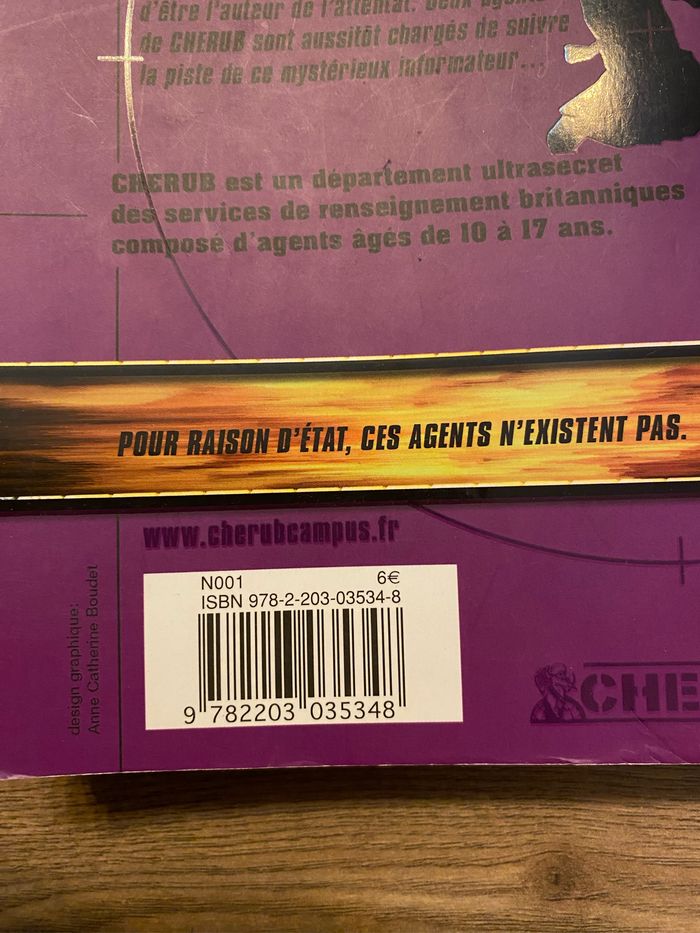 d'être l'auteur de l'attentat. Deux agents
de CHERUB sont aussitôt chargés de suivre
la piste de ce mystérieux informateur...
CHERUB est un département ultrasecret
des services de renseignement britanniques
composé d'agents âgés de 10 à 17 ans.
POUR RAISON D'ÉTAT, CES AGENTS N'EXISTENT PAS.
www.cherubcampus.fr
design graphique:
Anne Catherine Boudet
N001 6€
ISBN 978-2-203-03534-8
9 782203 035348
CHE